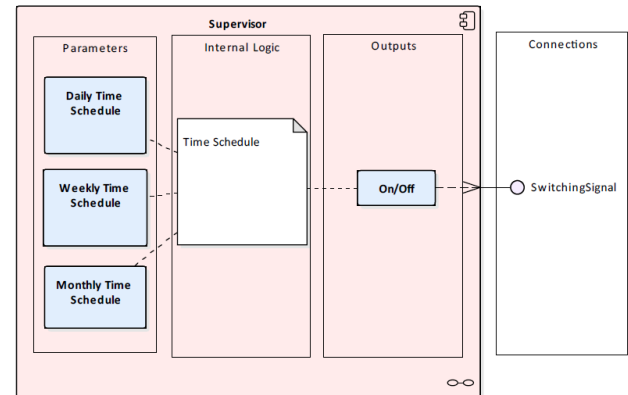 Supervisor
Parameters
Internal Logic
Outputs
Connections
Daily Time
Schedule
Time Schedule
Weekly Time
Schedule
On/Off
SwitchingSignal
Monthly Time
Schedule